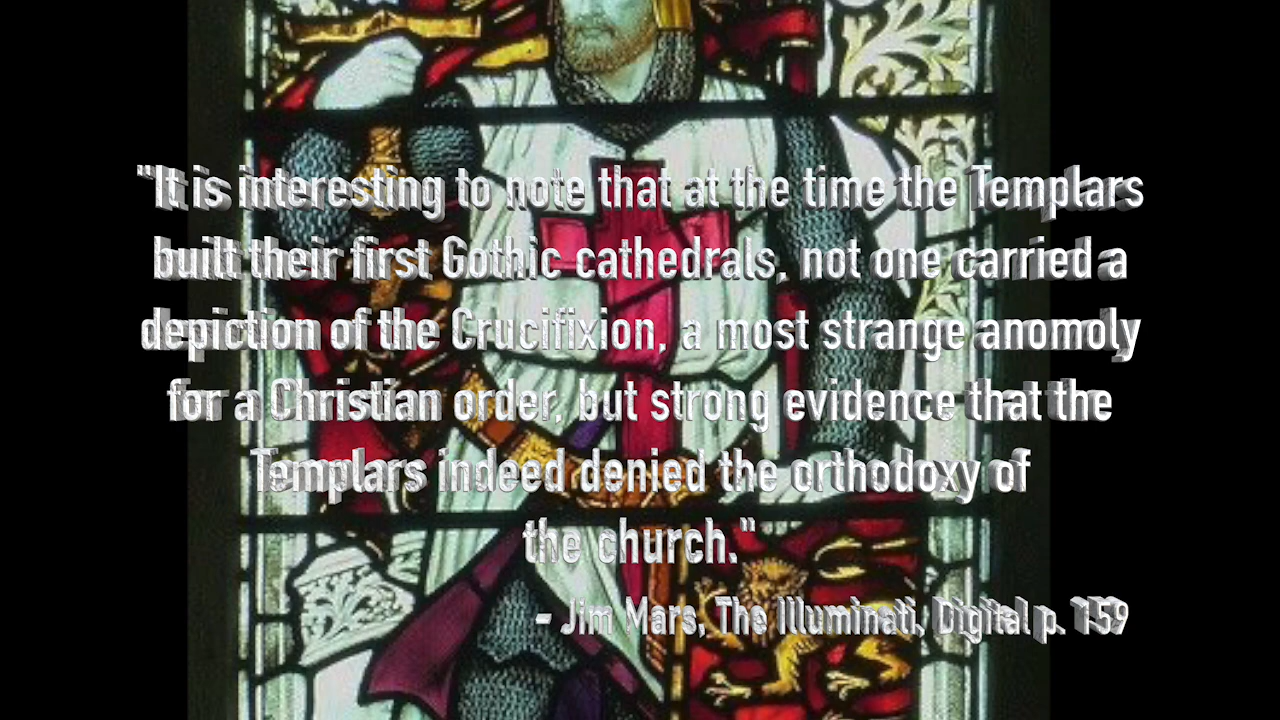 "It is interesting to note that at the time the Templars
built their first Gothic cathedrals, not one carried a
depiction of the Crucifixion, a most strange anomoly
for a Christian order, but strong evidence that the
Templars indeed denied the orthodoxy of
the church."
- Jim Mars, The Illuminati, Digital p. 159